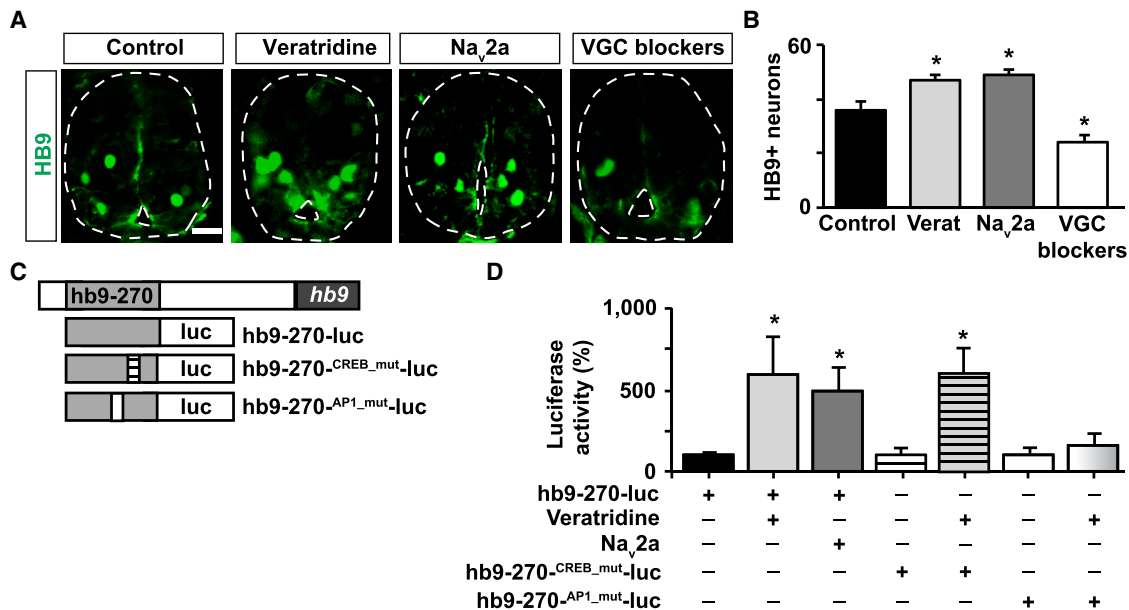 A
Control
Veratridine
Nav2a
VGC blockers
HB9
B
60
0
HB9+ neurons
*
*
*
Control
Verat
Nav2a
VGC
blockers
C
hb9-270
hb9
luc
hb9-270-luc
luc
hb9-270-CREB_mut-luc
luc
hb9-270-AP1_mut-luc
D
1,000
500
0
Luciferase
activity (%)
*
*
*
hb9-270-luc + + + – – – –
Veratridine – + – – + – +
Nav2a – – + – – – –
hb9-270-CREB_mut-luc – – – + + – –
hb9-270-AP1_mut-luc – – – – – + +